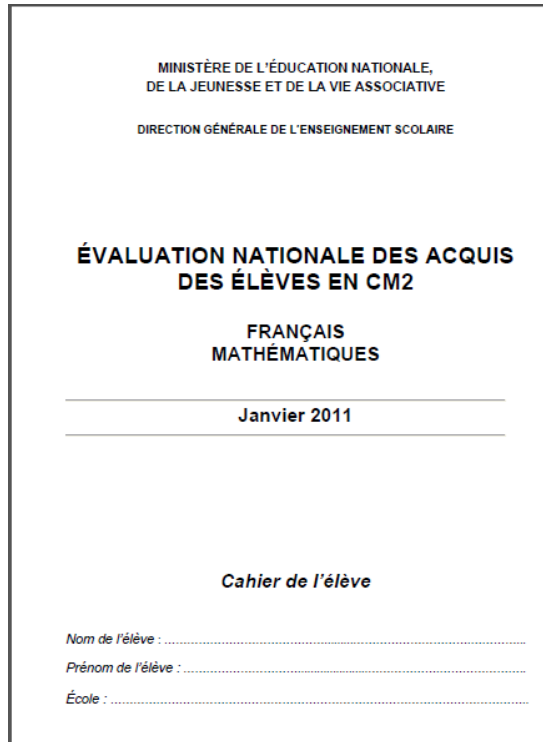 MINISTÈRE DE L'ÉDUCATION NATIONALE,
DE LA JEUNESSE ET DE LA VIE ASSOCIATIVE
DIRECTION GÉNÉRALE DE L'ENSEIGNEMENT SCOLAIRE
ÉVALUATION NATIONALE DES ACQUIS
DES ÉLÈVES EN CM2
FRANÇAIS
MATHÉMATIQUES
Janvier 2011
Cahier de l'élève
Nom de l'élève : ........................................................................
Prénom de l'élève : ........................................................................
École : ........................................................................